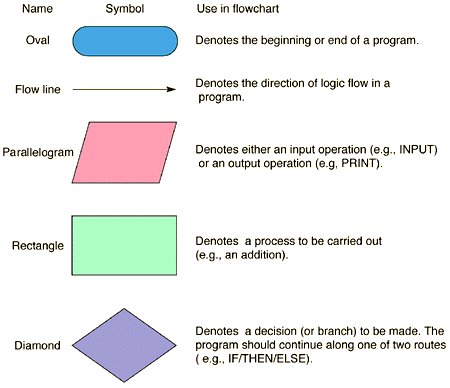 Name Symbol Use in flowchart
Oval Denotes the beginning or end of a program.
Flow line Denotes the direction of logic flow in a
program.
Parallelogram Denotes either an input operation (e.g., INPUT)
or an output operation (e.g, PRINT).
Rectangle Denotes a process to be carried out
(e.g., an addition).
Diamond Denotes a decision (or branch) to be made. The
program should continue along one of two routes
( e.g., IF/THEN/ELSE).